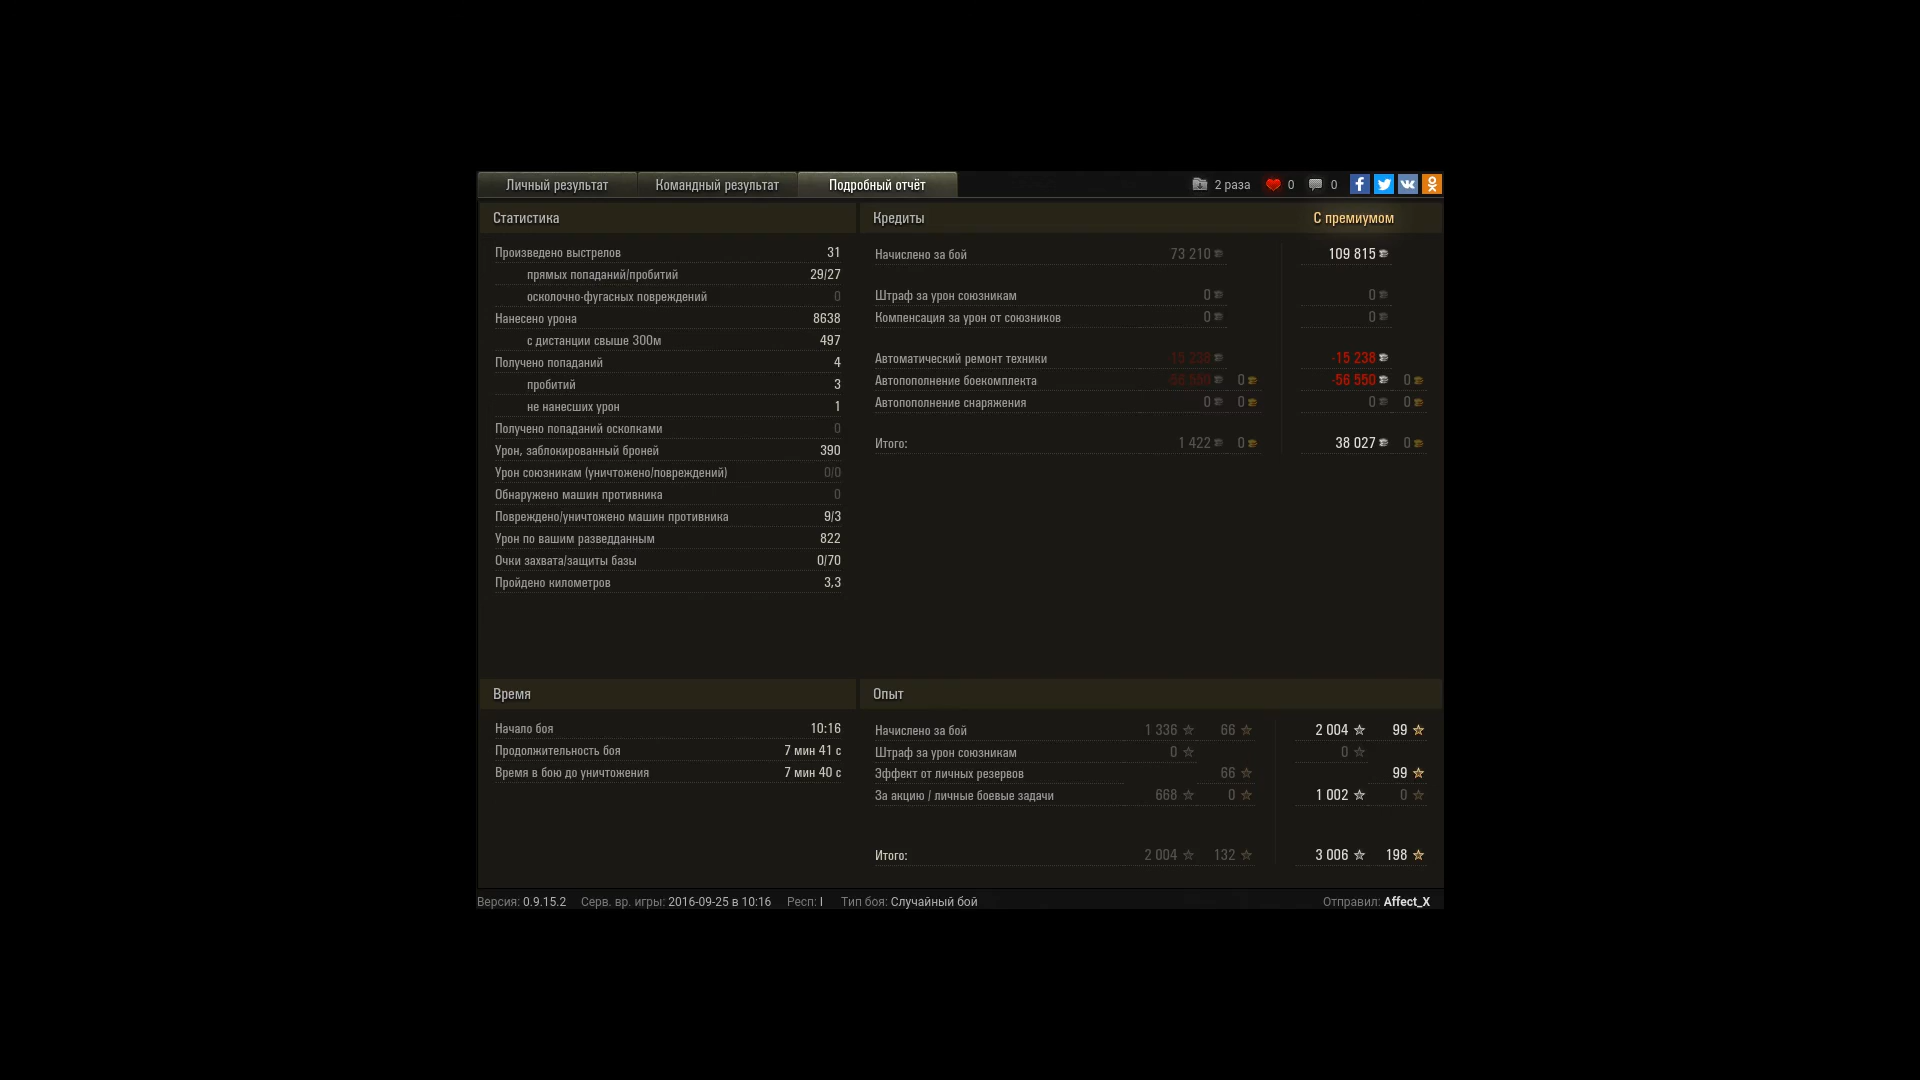 Личный результат Командный результат Подробный отчёт 2 раза 0 0
Статистика
Произведено выстрелов 31
прямых попаданий/пробитий 29/27
осколочно-фугасных повреждений 0
Нанесено урона 8638
с дистанции свыше 300м 497
Получено попаданий 4
пробитий 3
не нанесших урон 1
Получено попаданий осколками 0
Урон, заблокированный броней 390
Урон союзникам (уничтожено/повреждений) 0/0
Обнаружено машин противника 0
Повреждено/уничтожено машин противника 9/3
Урон по вашим разведданным 822
Очки захвата/защиты базы 0/70
Пройдено километров 3,3
Кредиты С премиумом
Начислено за бой 73 210 109 815
Штраф за урон союзникам 0 0
Компенсация за урон от союзников 0 0
Автоматический ремонт техники -15 238 -15 238
Автопополнение боекомплекта -56 550 0 -56 550 0
Автопополнение снаряжения 0 0 0 0
Итого: 1 422 0 38 027 0
Время
Начало боя 10:16
Продолжительность боя 7 мин 41 с
Время в бою до уничтожения 7 мин 40 с
Опыт
Начислено за бой 1 336 66 2 004 99
Штраф за урон союзникам 0 0
Эффект от личных резервов 66 99
За акцию / личные боевые задачи 668 0 1 002 0
Итого: 2 004 132 3 006 198
Версия: 0.9.15.2 Серв. вр. игры: 2016-09-25 в 10:16 Респ: I Тип боя: Случайный бой Отправил: Affect_X